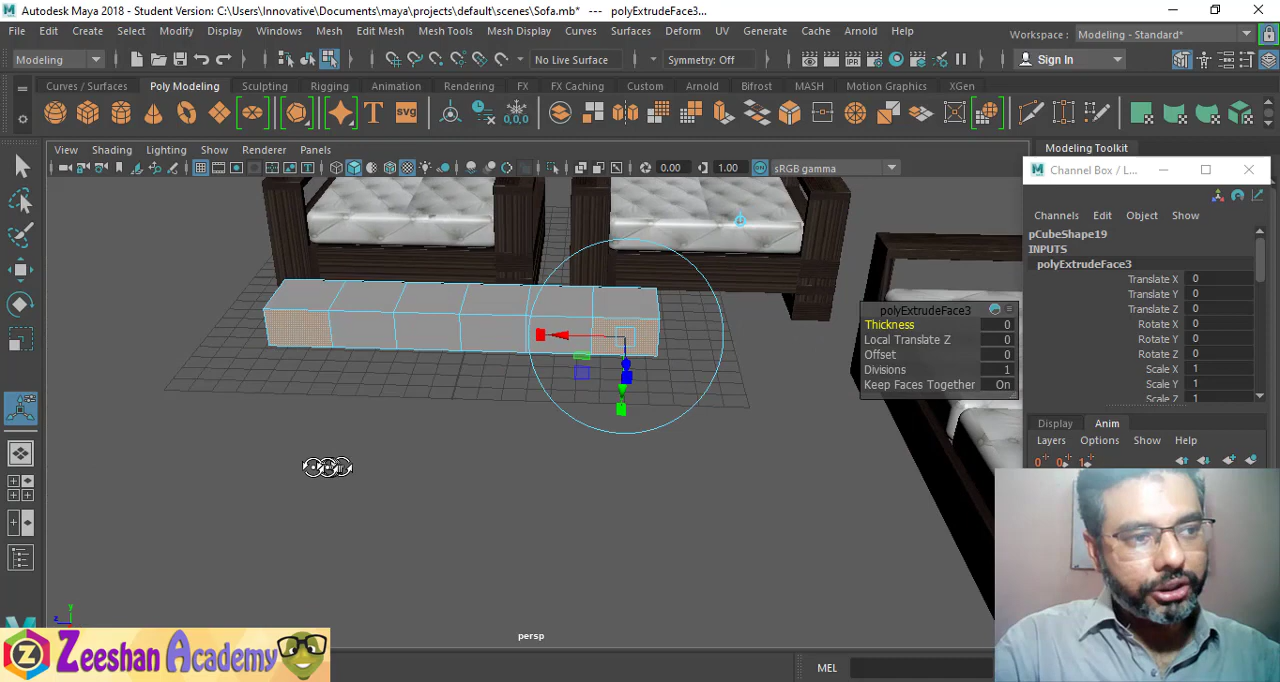 Autodesk Maya 2018 - Student Version: C:\Users\Innovative\Documents\maya\projects\default\scenes\Sofa.mb* --- polyExtrudeFace3...
File Edit Create Select Modify Display Windows Mesh Edit Mesh Mesh Tools Mesh Display Curves Surfaces Deform UV Generate Cache Arnold Help
Workspace : Modeling - Standard*
Modeling No Live Surface Symmetry: Off Sign In
Curves / Surfaces Poly Modeling Sculpting Rigging Animation Rendering FX FX Caching Custom Arnold Bifrost MASH Motion Graphics XGen
T svg 0,0,0
View Shading Lighting Show Renderer Panels
Modeling Toolkit
0.00 1.00 sRGB gamma
Channel Box / L...
Channels Edit Object Show
pCubeShape19
INPUTS
polyExtrudeFace3
Translate X 0
Translate Y 0
Translate Z 0
Rotate X 0
Rotate Y 0
Rotate Z 0
Scale X 1
Scale Y 1
Scale Z 1
polyExtrudeFace3
Thickness 0
Local Translate Z 0
Offset 0
Divisions 1
Keep Faces Together On
Display Anim
Layers Options Show Help
y
z
persp
Zeeshan Academy
MEL